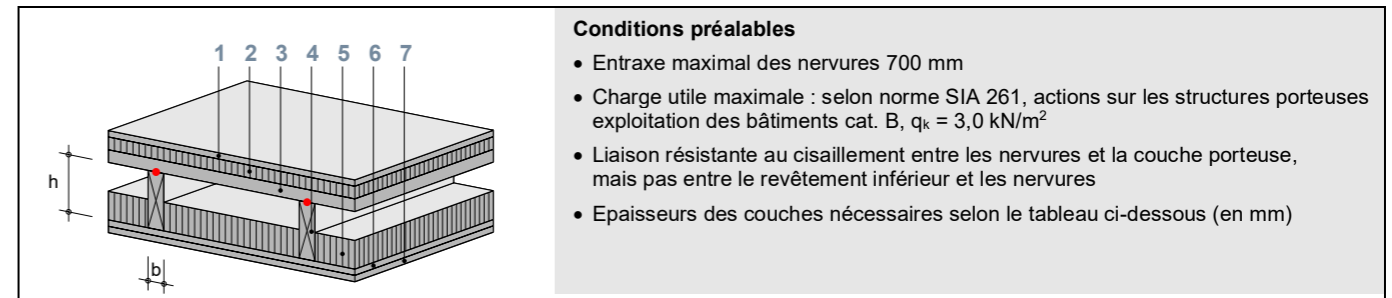 1 2 3 4 5 6 7
h
b
Conditions préalables
• Entraxe maximal des nervures 700 mm
• Charge utile maximale : selon norme SIA 261, actions sur les structures porteuses
exploitation des bâtiments cat. B, qₖ = 3,0 kN/m²
• Liaison résistante au cisaillement entre les nervures et la couche porteuse,
mais pas entre le revêtement inférieur et les nervures
• Epaisseurs des couches nécessaires selon le tableau ci-dessous (en mm)